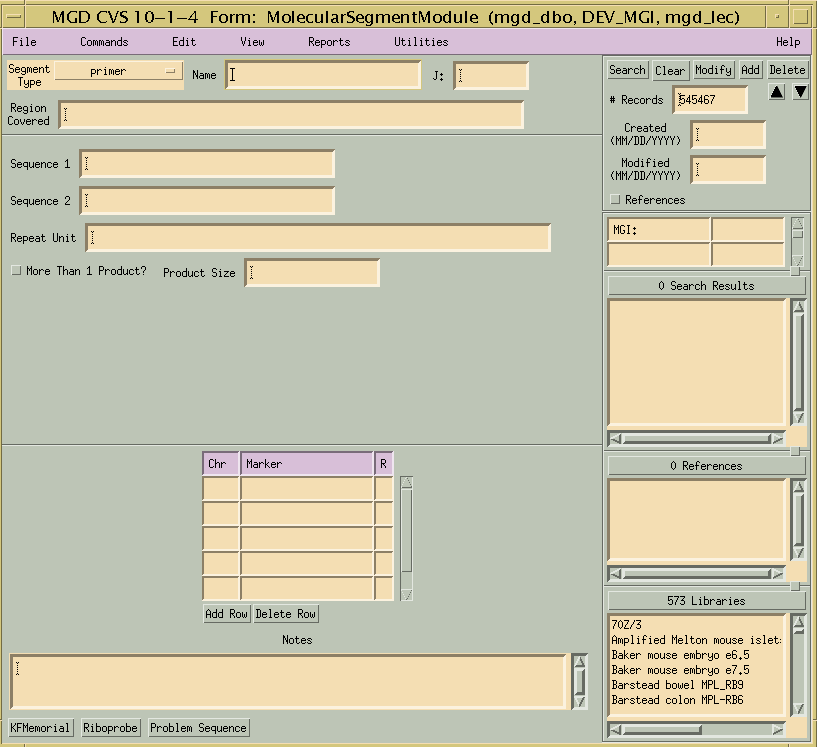 MGD CVS 10-1-4 Form: MolecularSegmentModule (mgd_dbo, DEV_MGI, mgd_lec)
File Commands Edit View Reports Utilities Help
Segment Type primer Name J:
Region Covered
Sequence 1
Sequence 2
Repeat Unit
More Than 1 Product? Product Size
Chr Marker R
Add Row Delete Row
Notes
KFMemorial Riboprobe Problem Sequence
Search Clear Modify Add Delete
# Records 545467
Created
(MM/DD/YYYY)
Modified
(MM/DD/YYYY)
References
MGI:
0 Search Results
0 References
573 Libraries
70Z/3
Amplified Melton mouse islet
Baker mouse embryo e6.5
Baker mouse embryo e7.5
Barstead bowel MPL_RB9
Barstead colon MPL-RB6